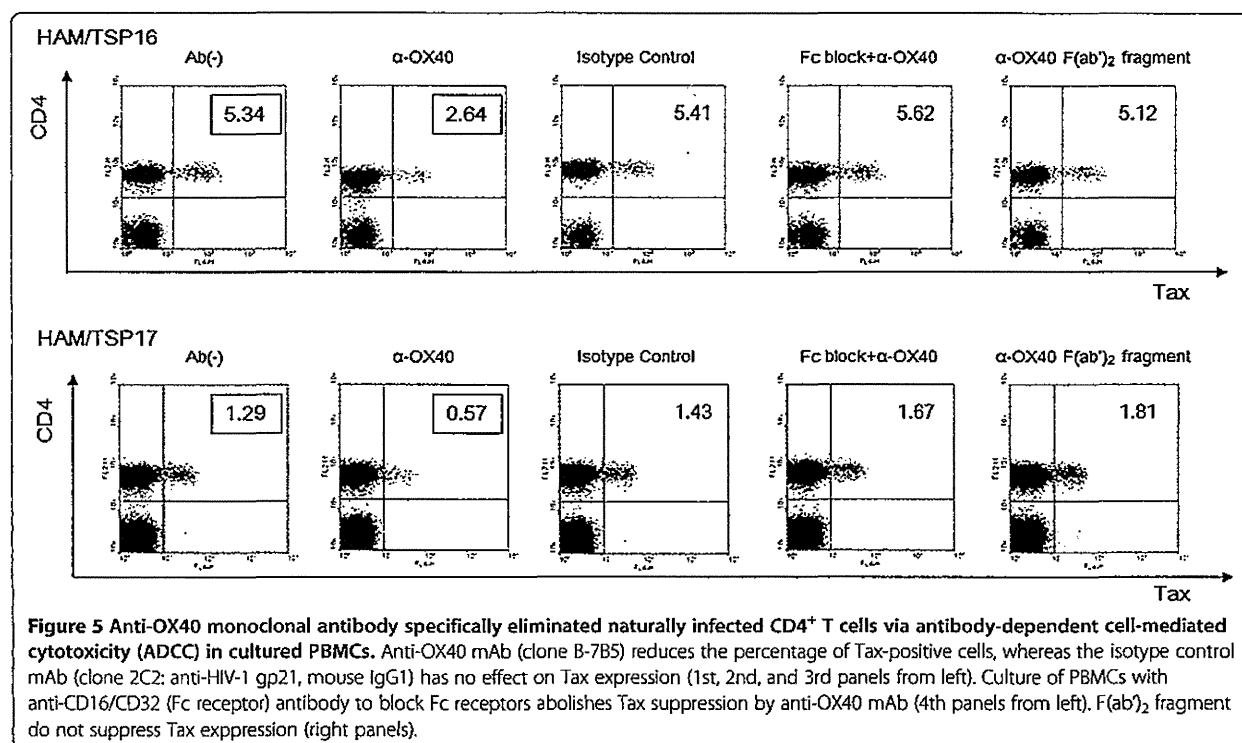 HAM/TSP16
Ab(-) α-OX40 Isotype Control Fc block+α-OX40 α-OX40 F(ab')₂ fragment
CD4
5.34 2.64 5.41 5.62 5.12
Tax
HAM/TSP17
Ab(-) α-OX40 Isotype Control Fc block+α-OX40 α-OX40 F(ab')₂ fragment
CD4
1.29 0.57 1.43 1.67 1.81
Tax
Figure 5 Anti-OX40 monoclonal antibody specifically eliminated naturally infected CD4⁺ T cells via antibody-dependent cell-mediated
cytotoxicity (ADCC) in cultured PBMCs. Anti-OX40 mAb (clone B-7B5) reduces the percentage of Tax-positive cells, whereas the isotype control
mAb (clone 2C2: anti-HIV-1 gp21, mouse IgG1) has no effect on Tax expression (1st, 2nd, and 3rd panels from left). Culture of PBMCs with
anti-CD16/CD32 (Fc receptor) antibody to block Fc receptors abolishes Tax suppression by anti-OX40 mAb (4th panels from left). F(ab')₂ fragment
do not suppress Tax exppression (right panels).